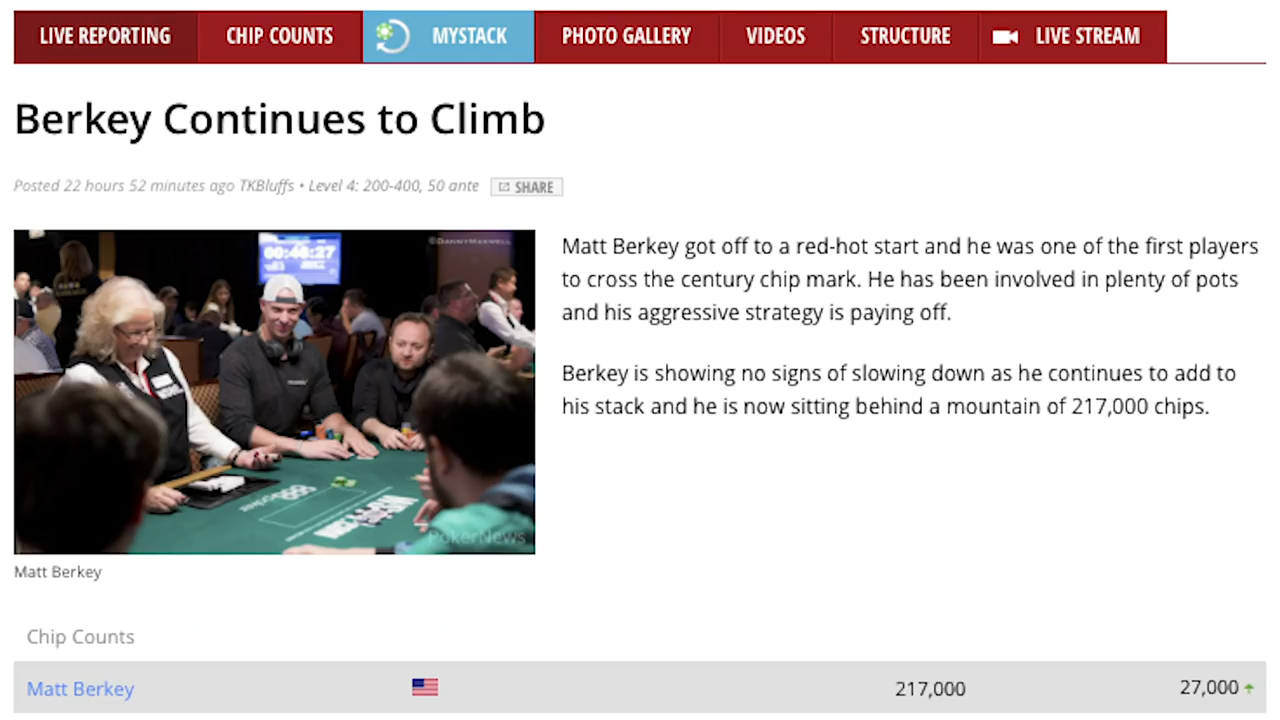 LIVE REPORTING CHIP COUNTS MYSTACK PHOTO GALLERY VIDEOS STRUCTURE LIVE STREAM
Berkey Continues to Climb
Posted 22 hours 52 minutes ago TKBluffs • Level 4: 200-400, 50 ante SHARE
©DANNYMAXWELL
00:48:27
Matt Berkey got off to a red-hot start and he was one of the first players
to cross the century chip mark. He has been involved in plenty of pots
and his aggressive strategy is paying off.
Berkey is showing no signs of slowing down as he continues to add to
his stack and he is now sitting behind a mountain of 217,000 chips.
PokerNews
Matt Berkey
Chip Counts
Matt Berkey 217,000 27,000